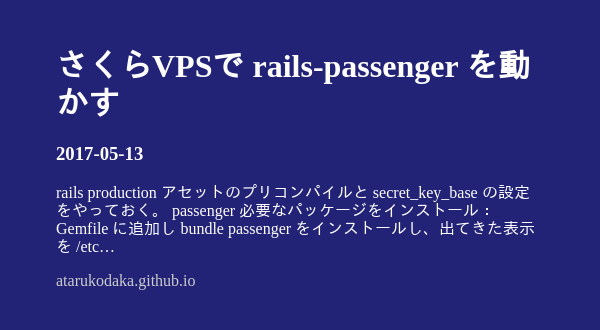 さくらVPSで rails-passenger を動
かす
2017-05-13
rails production アセットのプリコンパイルと secret_key_base の設定
をやっておく。 passenger 必要なパッケージをインストール：
Gemfile に追加し bundle passenger をインストールし、出てきた表示
を /etc…
atarukodaka.github.io